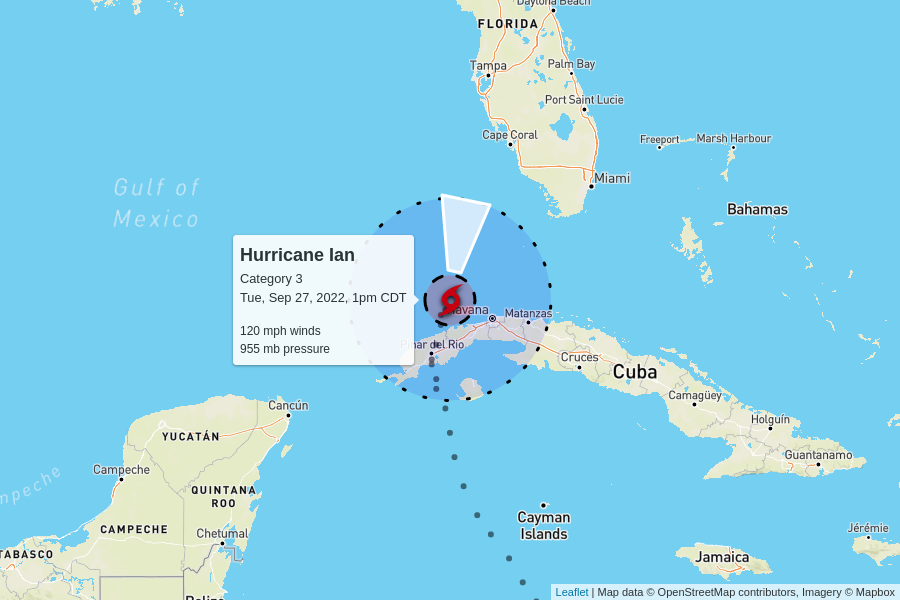 Daytona Beach
FLORIDA
Tampa
Palm Bay
Port Saint Lucie
Cape Coral
Freeport
Marsh Harbour
Miami
Gulf of
Mexico
Bahamas
Hurricane Ian
Category 3
Tue, Sep 27, 2022, 1pm CDT
120 mph winds
955 mb pressure
Havana
Matanzas
Pinar del Rio
Cruces
Cuba
Camagüey
Holguín
Guantanamo
Cancún
YUCATÁN
Campeche
QUINTANA
ROO
CAMPECHE
Chetumal
TABASCO
Cayman
Islands
Jérémie
Jamaica
Belize
Leaflet | Map data © OpenStreetMap contributors, Imagery © Mapbox